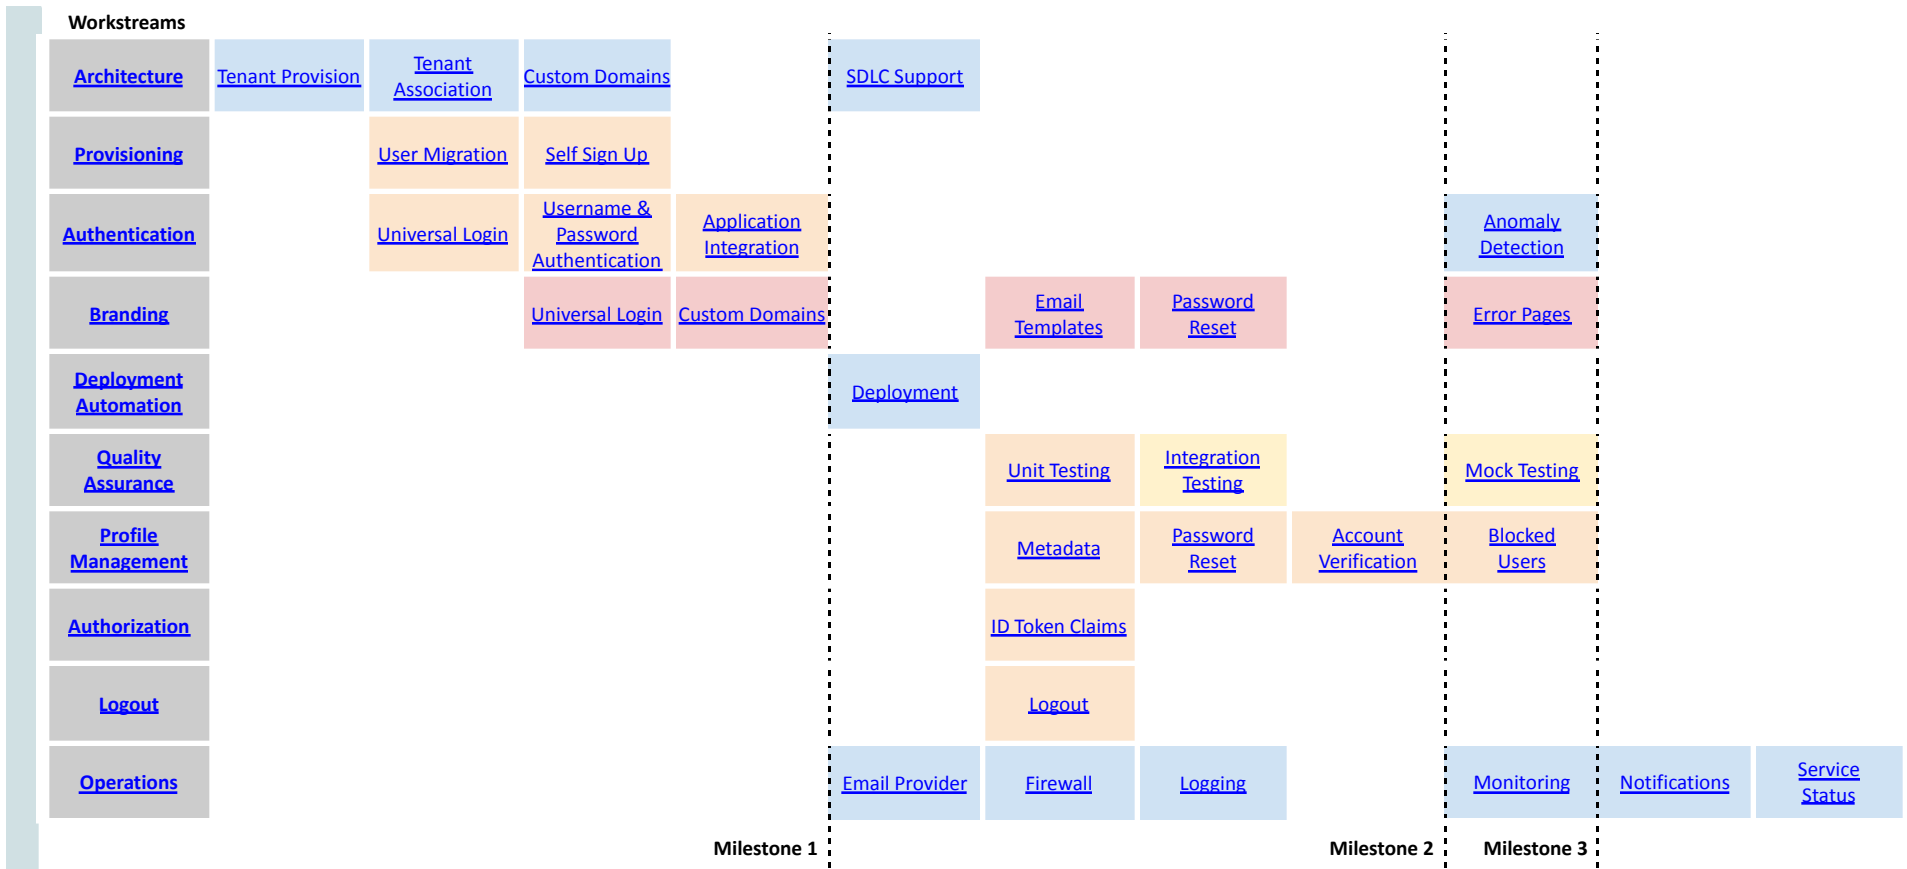 Workstreams
Architecture
Tenant Provision
Tenant
Association
Custom Domains
SDLC Support
Provisioning
User Migration
Self Sign Up
Authentication
Universal Login
Username &
Password
Authentication
Application
Integration
Anomaly
Detection
Branding
Universal Login
Custom Domains
Email
Templates
Password
Reset
Error Pages
Deployment
Automation
Deployment
Quality
Assurance
Unit Testing
Integration
Testing
Mock Testing
Profile
Management
Metadata
Password
Reset
Account
Verification
Blocked
Users
Authorization
ID Token Claims
Logout
Logout
Operations
Email Provider
Firewall
Logging
Monitoring
Notifications
Service
Status
Milestone 1
Milestone 2
Milestone 3